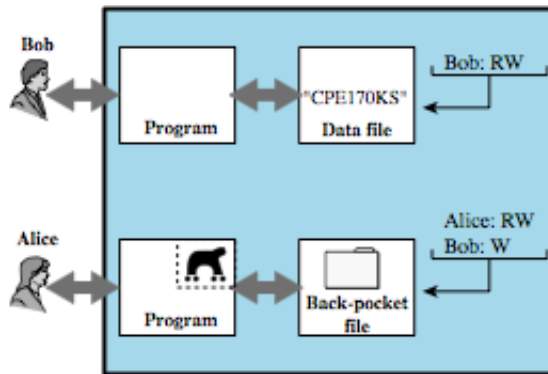 Bob
Bob: RW
"CPE170KS"
Program
Data file
Alice
Alice: RW
Bob: W
Program
Back-pocket
file